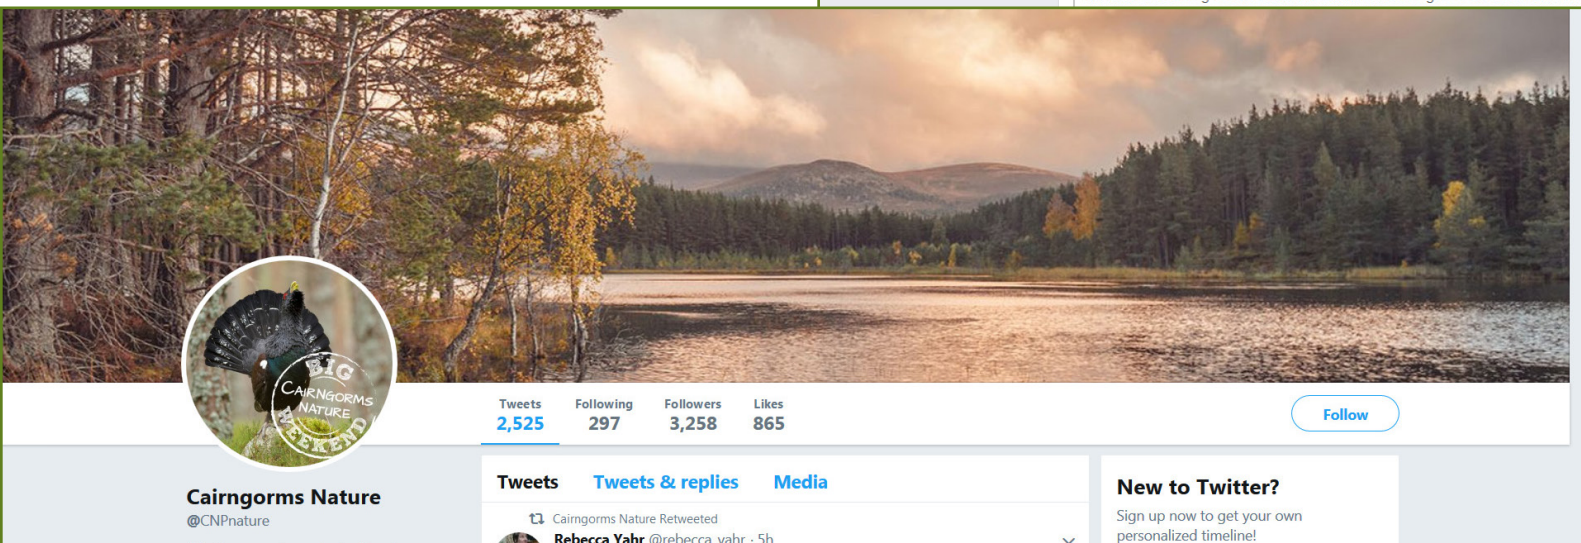 BIG
CAIRNGORMS
NATURE
WEEKEND
Tweets
2,525
Following
297
Followers
3,258
Likes
865
Follow
Cairngorms Nature
@CNPnature
Tweets Tweets & replies Media
Cairngorms Nature Retweeted
Rebecca Yahr @rebecca_yahr · 5h
New to Twitter?
Sign up now to get your own
personalized timeline!